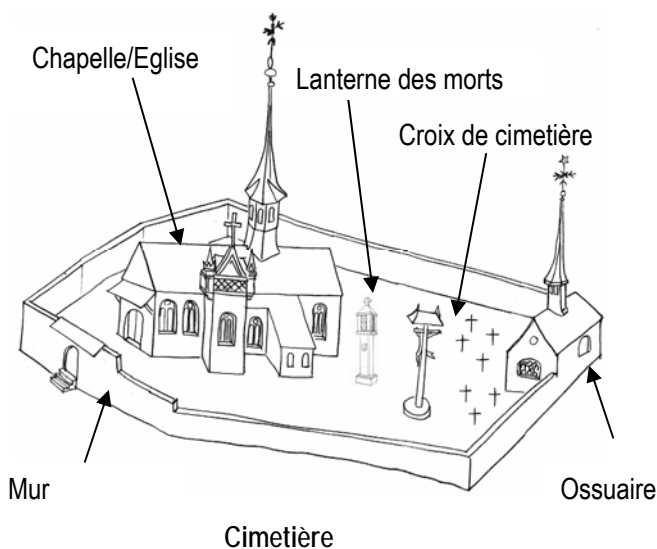 Chapelle/Eglise
Lanterne des morts
Croix de cimetière
Mur
Ossuaire
Cimetière